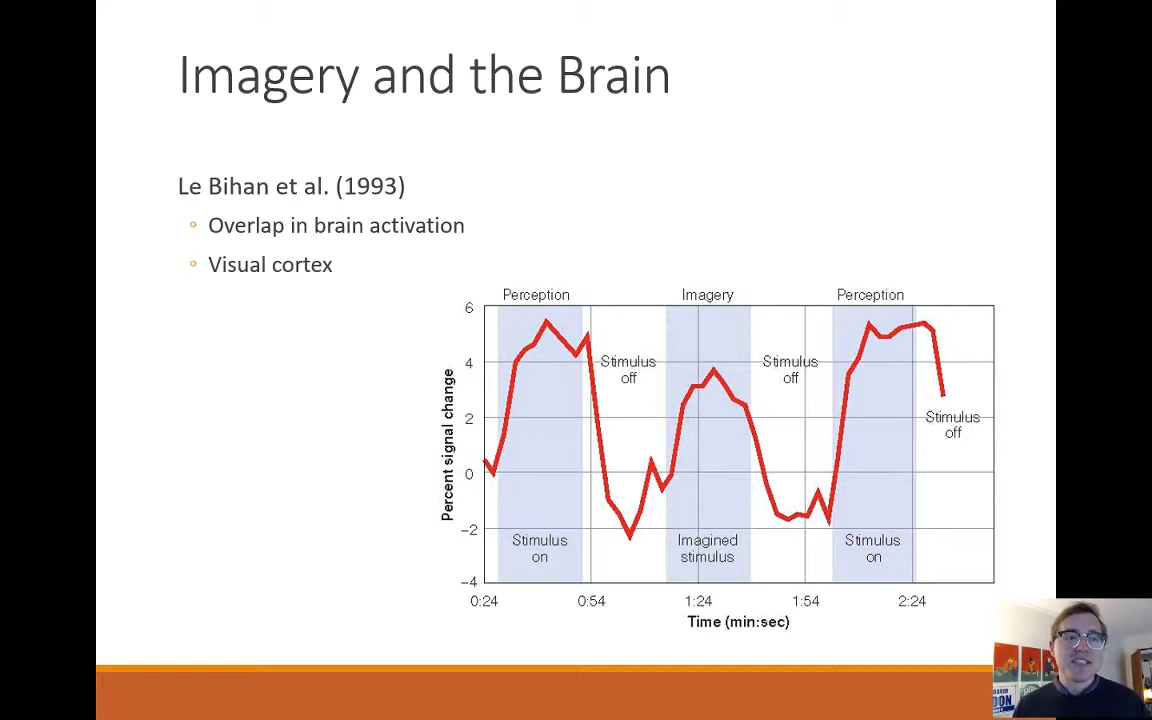 Imagery and the Brain
Le Bihan et al. (1993)
Overlap in brain activation
Visual cortex
Perception
Imagery
Perception
6
4
2
0
−2
−4
Percent signal change
Stimulus
off
Stimulus
off
Stimulus
off
Stimulus
on
Imagined
stimulus
Stimulus
on
0:24
0:54
1:24
1:54
2:24
Time (min:sec)